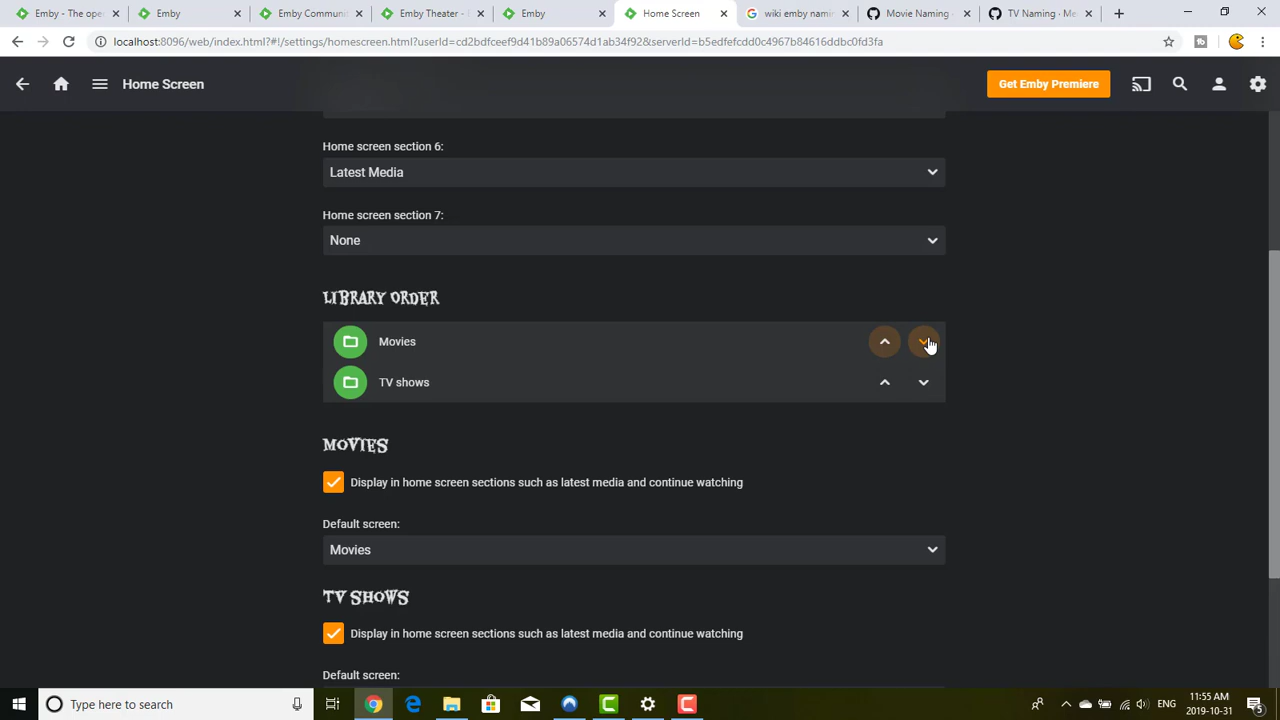 Emby - The ope
Emby
Emby Commun
Emby Theater -
Emby
Home Screen
wiki emby nami
Movie Naming -
TV Naming - Me
localhost:8096/web/index.html?#!/settings/homescreen.html?userId=cd2bdfceef9d41b89a06574d1ab34f92&serverId=b5edfefcdd0c4967b84616ddbc0fd3fa
Home Screen
Get Emby Premiere
Home screen section 6:
Latest Media
Home screen section 7:
None
LIBRARY ORDER
Movies
TV shows
MOVIES
Display in home screen sections such as latest media and continue watching
Default screen:
Movies
TV SHOWS
Display in home screen sections such as latest media and continue watching
Default screen:
Type here to search
ENG
11:55 AM
2019-10-31